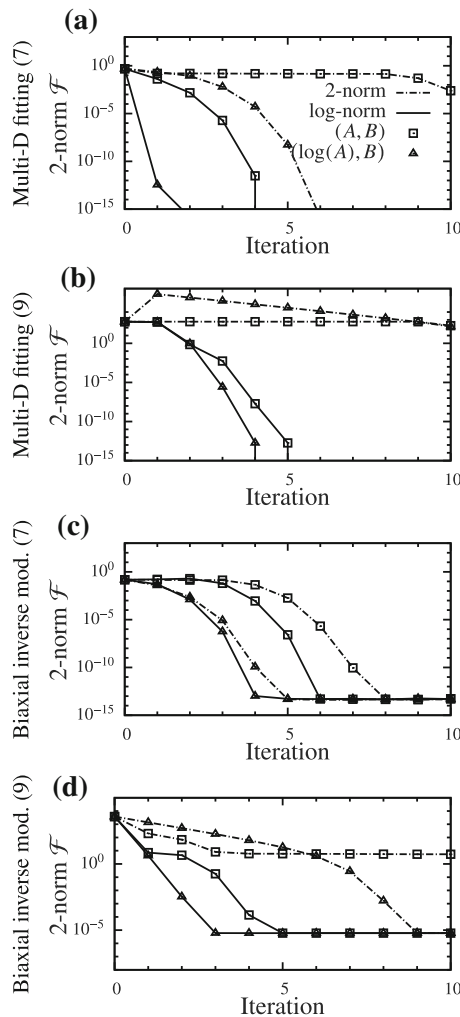 (a)
Multi-D fitting (7)
2-norm ℱ
10^0
10^-5
10^-10
10^-15
2-norm
log-norm
(A, B)
(log(A), B)
0
5
10
Iteration
(b)
Multi-D fitting (9)
2-norm ℱ
10^0
10^-5
10^-10
10^-15
0
5
10
Iteration
(c)
Biaxial inverse mod. (7)
2-norm ℱ
10^0
10^-5
10^-10
10^-15
0
5
10
Iteration
(d)
Biaxial inverse mod. (9)
2-norm ℱ
10^0
10^-5
0
5
10
Iteration